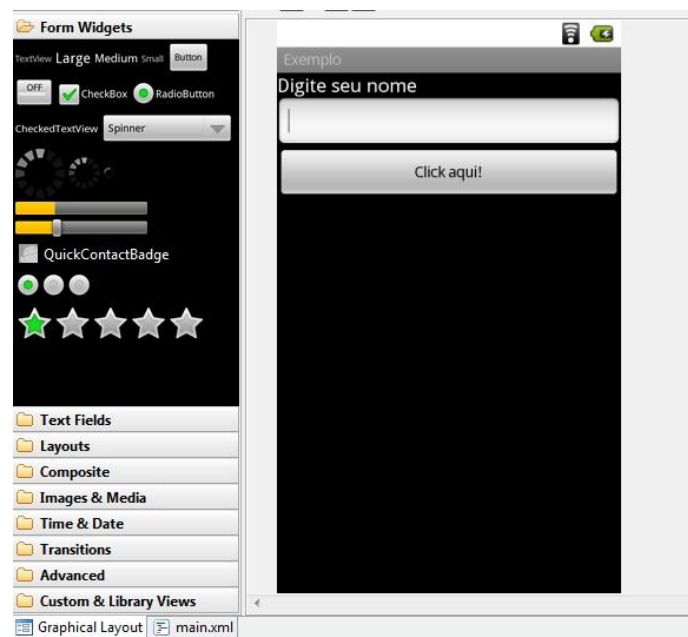 Form Widgets
TextView Large Medium Small Button
OFF CheckBox RadioButton
CheckedTextView Spinner
QuickContactBadge
Text Fields
Layouts
Composite
Images & Media
Time & Date
Transitions
Advanced
Custom & Library Views
Graphical Layout main.xml
Exemplo
Digite seu nome
Click aqui!